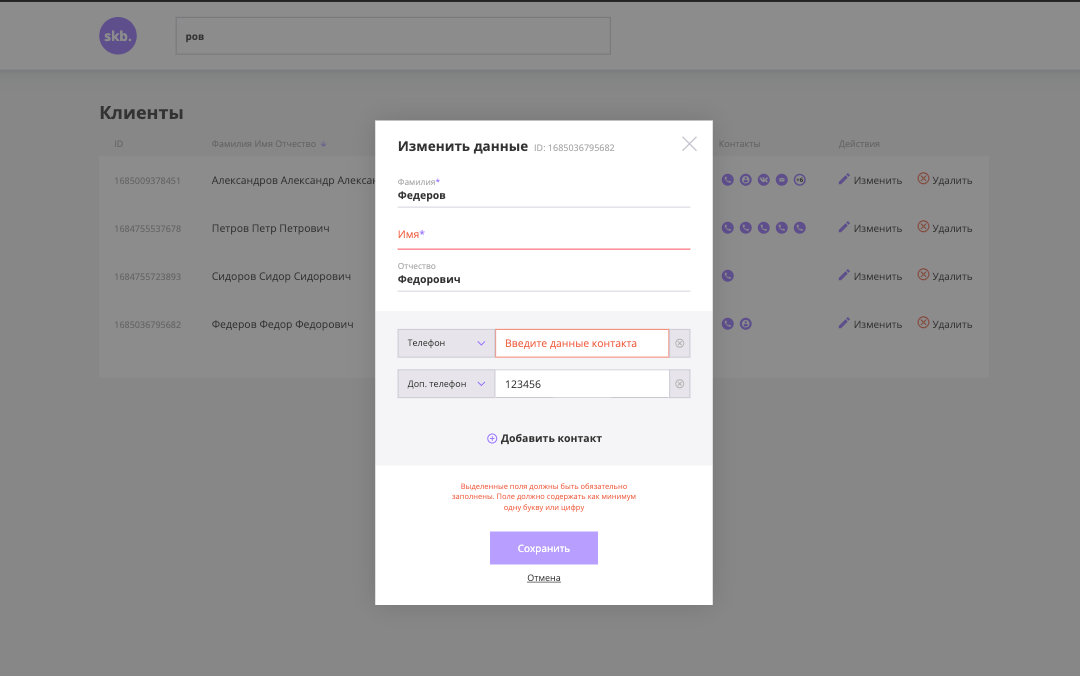 skb.
ров
Клиенты
ID Фамилия Имя Отчество Контакты Действия
1685009378451 Александров Александр Изменить Удалить
1684755537678 Петров Петр Петрович Изменить Удалить
1684755723893 Сидоров Сидор Сидорович Изменить Удалить
1685036795682 Федеров Федор Федорович Изменить Удалить
Изменить данные ID: 1685036795682
Фамилия*
Федеров
Имя*
Отчество
Федорович
Телефон Введите данные контакта
Доп. телефон 123456
Добавить контакт
Выделенные поля должны быть обязательно
заполнены. Поле должно содержать как минимум
одну букву или цифру
Сохранить
Отмена